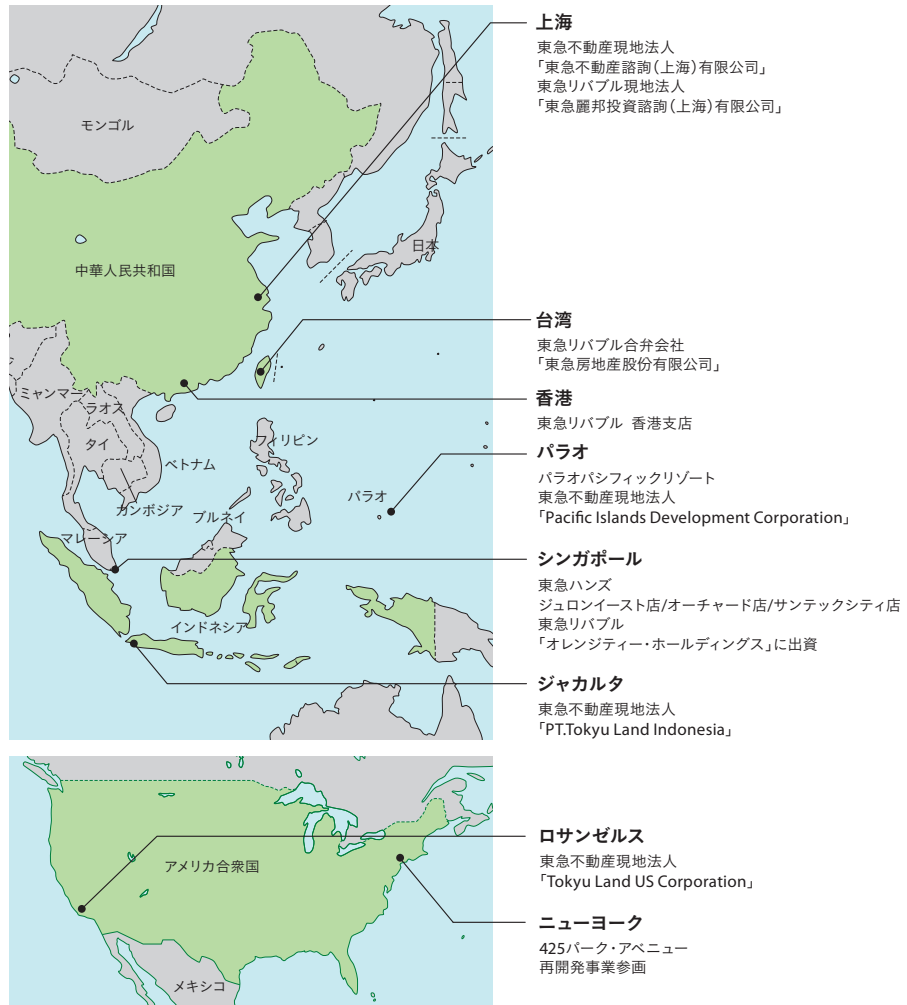 上海
東急不動産現地法人
「東急不動産諮詢(上海)有限公司」
東急リバブル現地法人
「東急麗邦投資諮詢(上海)有限公司」
台湾
東急リバブル合弁会社
「東急房地産股份有限公司」
香港
東急リバブル 香港支店
パラオ
パラオパシフィックリゾート
東急不動産現地法人
「Pacific Islands Development Corporation」
シンガポール
東急ハンズ
ジュロンイースト店/オーチャード店/サンテックシティ店
東急リバブル
「オレンジティー・ホールディングス」に出資
ジャカルタ
東急不動産現地法人
「PT.Tokyu Land Indonesia」
モンゴル
日本
中華人民共和国
ミャンマー
ラオス
タイ
ベトナム
フィリピン
カンボジア
ブルネイ
パラオ
マレーシア
インドネシア
ロサンゼルス
東急不動産現地法人
「Tokyu Land US Corporation」
ニューヨーク
425パーク・アベニュー
再開発事業参画
アメリカ合衆国
メキシコ